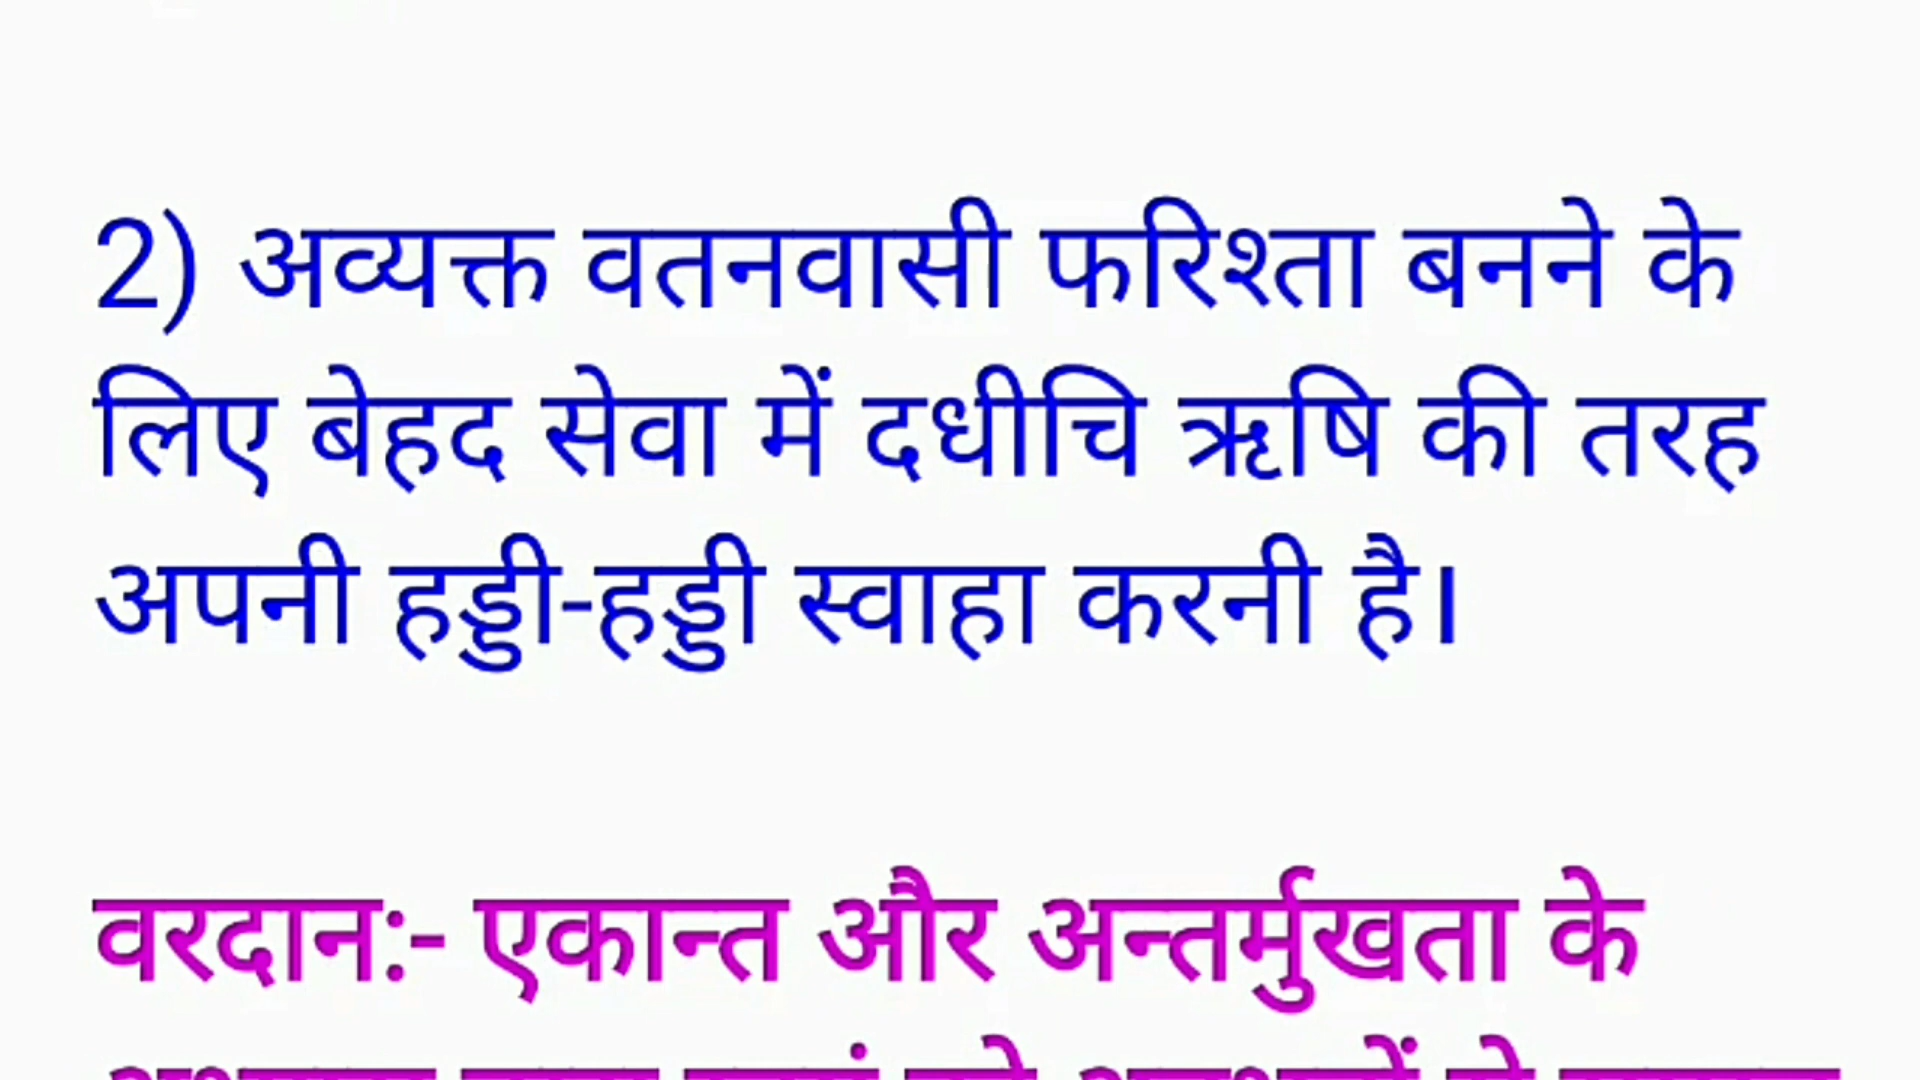 2) अव्यक्त वतनवासी फरिश्ता बनने के
लिए बेहद सेवा में दधीचि ऋषि की तरह
अपनी हड्डी-हड्डी स्वाहा करनी है।
वरदान:- एकान्त और अन्तर्मुखता के